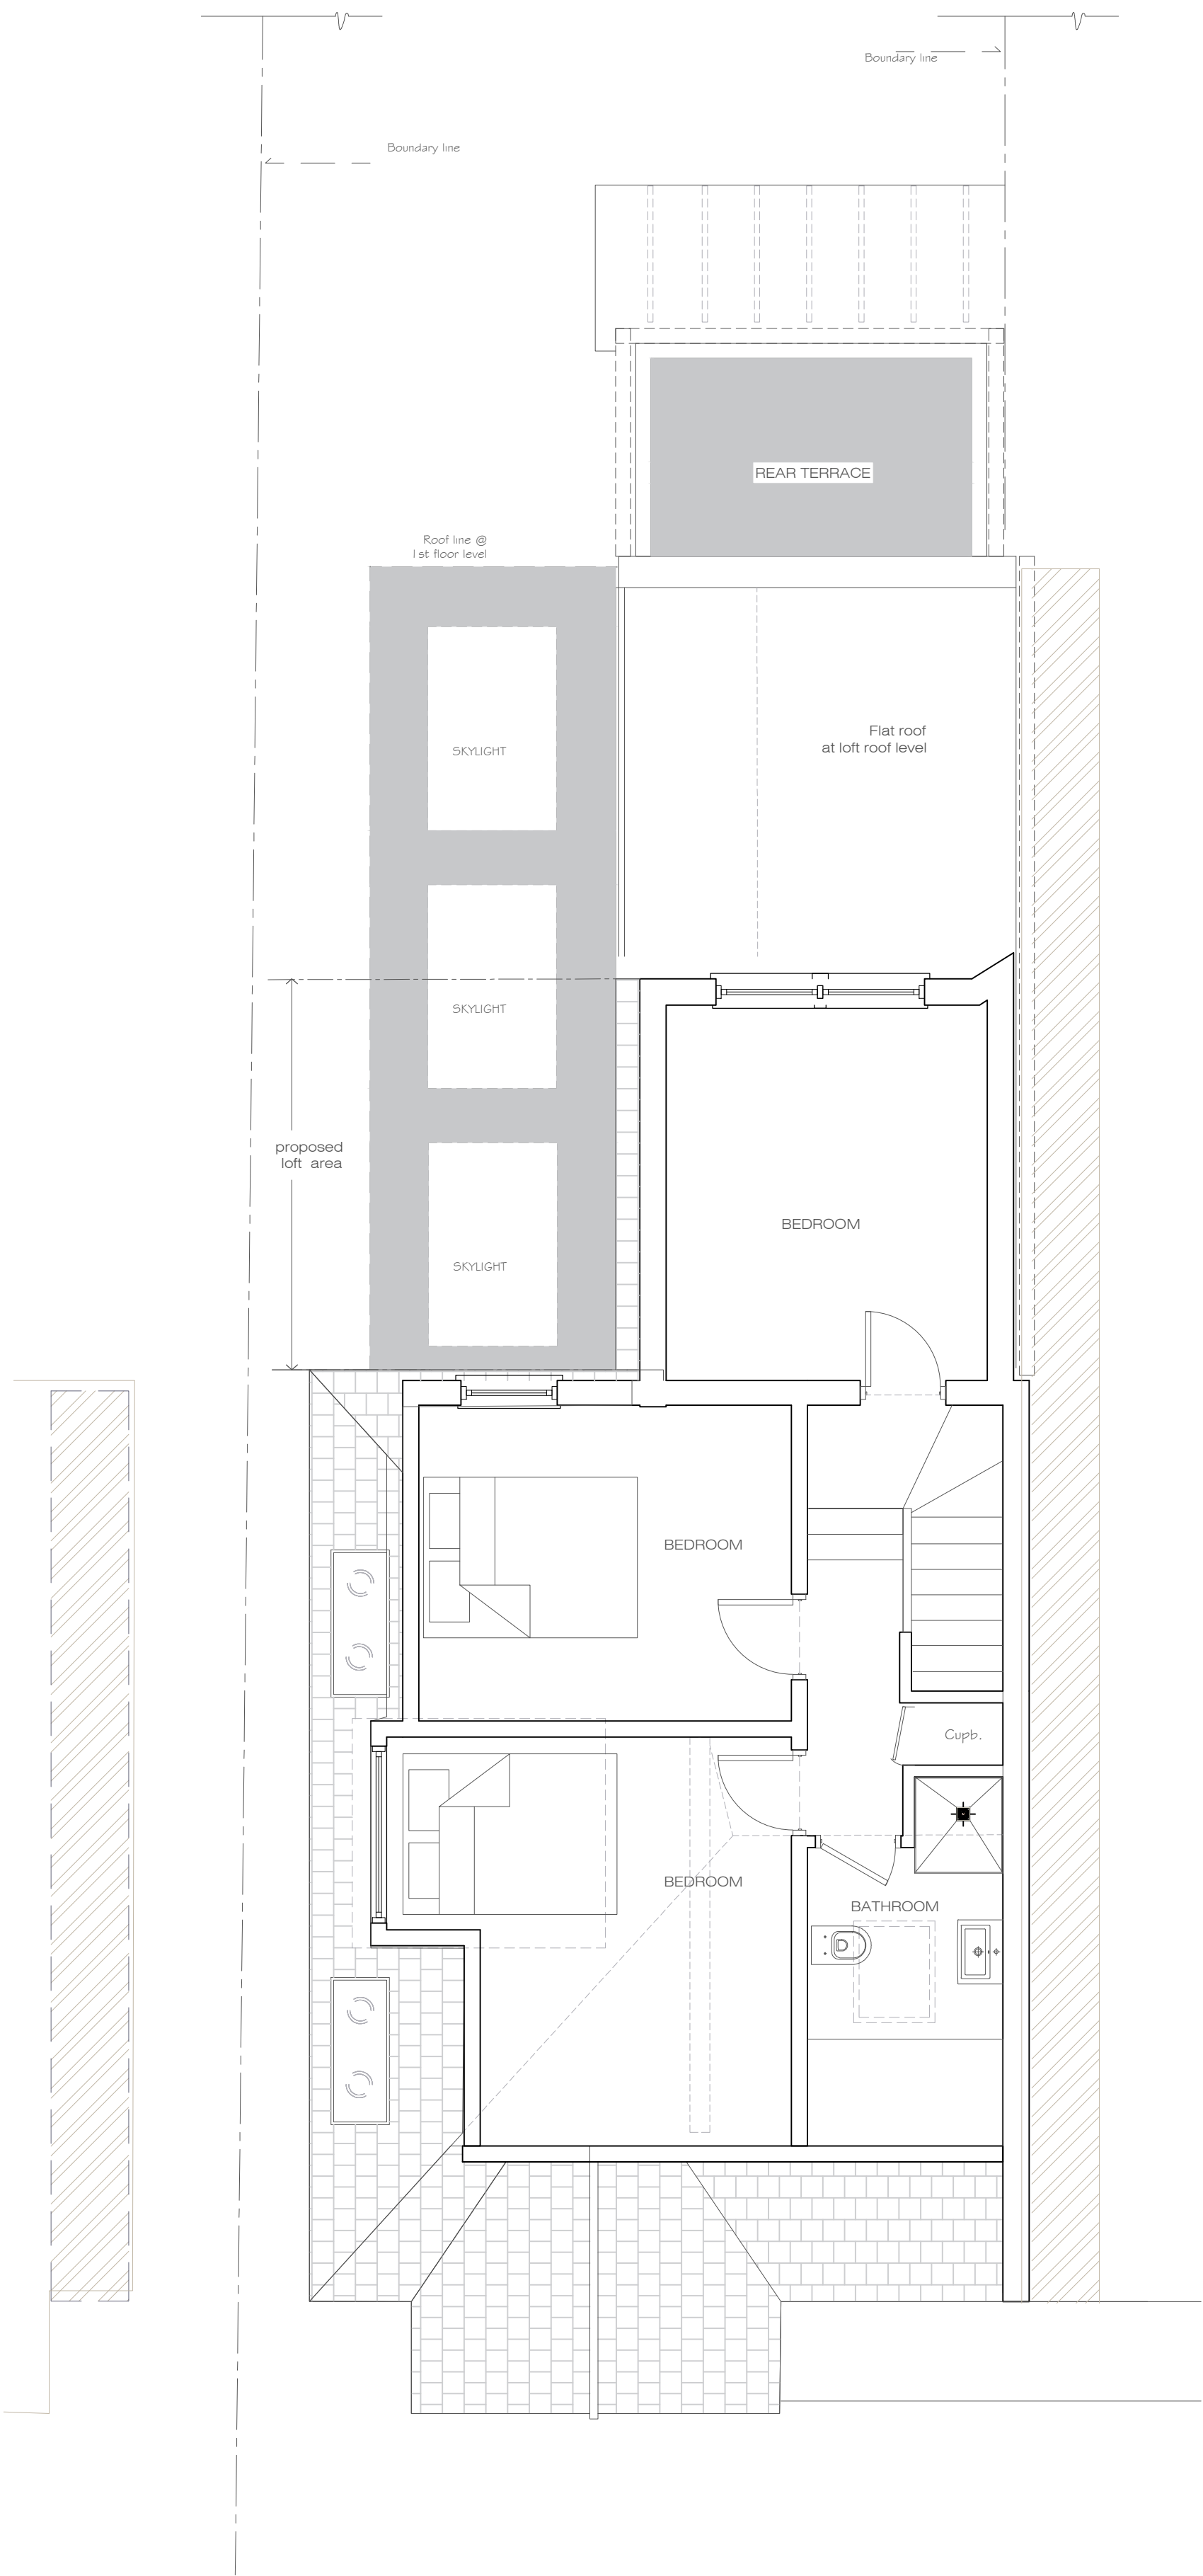 Boundary line
Boundary line
REAR TERRACE
Roof line @
1st floor level
SKYLIGHT
Flat roof
at loft roof level
SKYLIGHT
proposed
loft area
BEDROOM
SKYLIGHT
BEDROOM
Cupb.
BEDROOM
BATHROOM